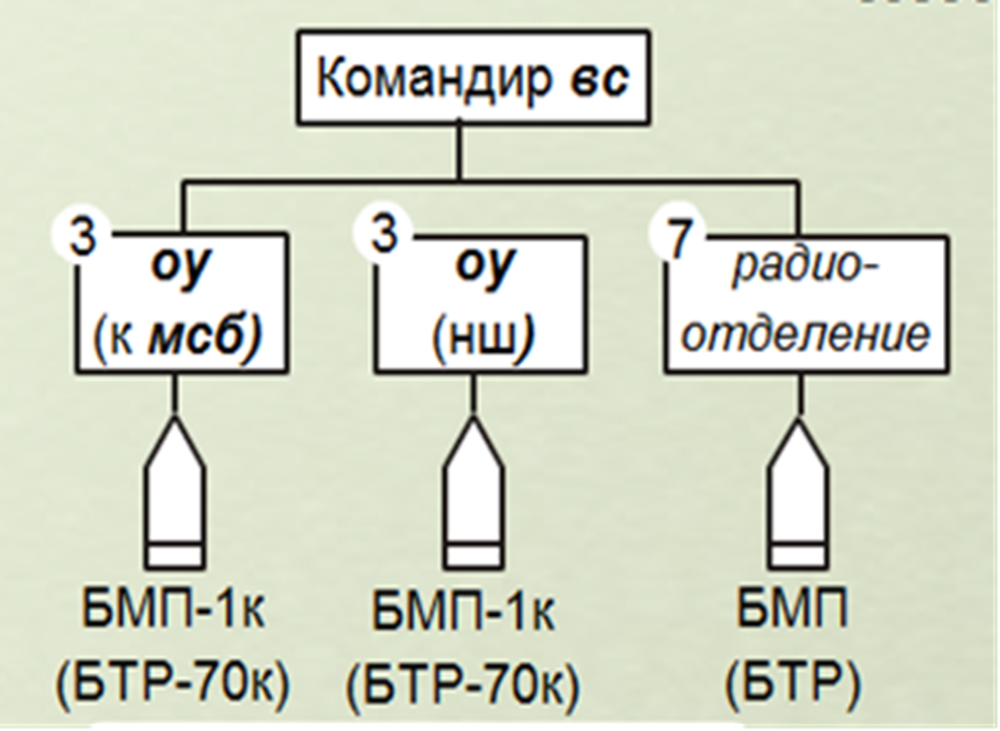 Командир вс
3
оу
(к мсб)
3
оу
(нш)
7
радио-
отделение
БМП-1к
(БТР-70к)
БМП-1к
(БТР-70к)
БМП
(БТР)